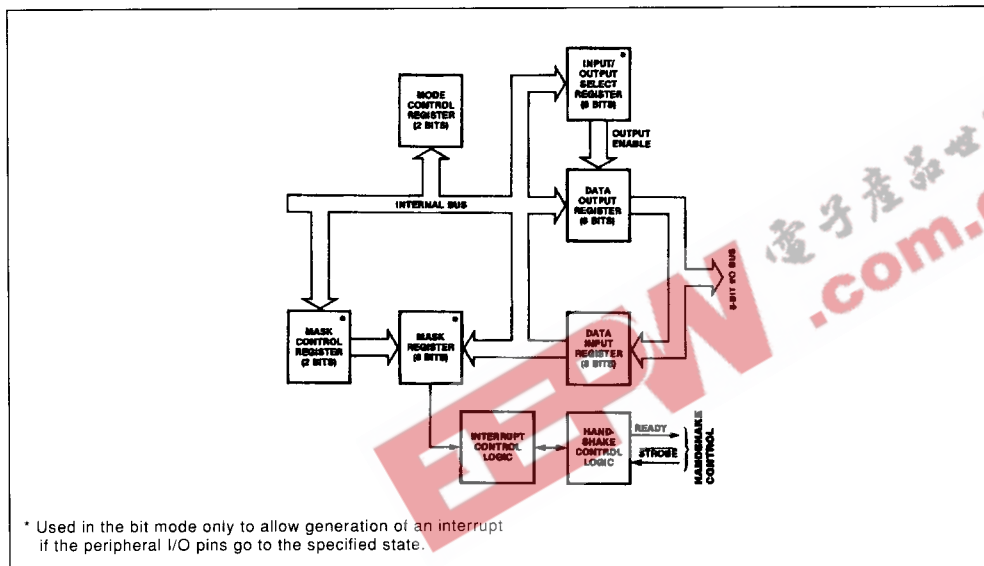 INPUT/
OUTPUT
SELECT
REGISTER
(8 BITS)
*
MODE
CONTROL
REGISTER
(2 BITS)
OUTPUT
ENABLE
INTERNAL BUS
DATA
OUTPUT
REGISTER
(8 BITS)
8-BIT I/O BUS
MASK
CONTROL
REGISTER
(2 BITS)
*
MASK
REGISTER
(8 BITS)
*
DATA
INPUT
REGISTER
(8 BITS)
INTERRUPT
CONTROL
LOGIC
HAND-
SHAKE
CONTROL
LOGIC
READY
STROBE
HANDSHAKE
CONTROL
* Used in the bit mode only to allow generation of an interrupt
if the peripheral I/O pins go to the specified state.
EEPW
.com.c
電子產品世